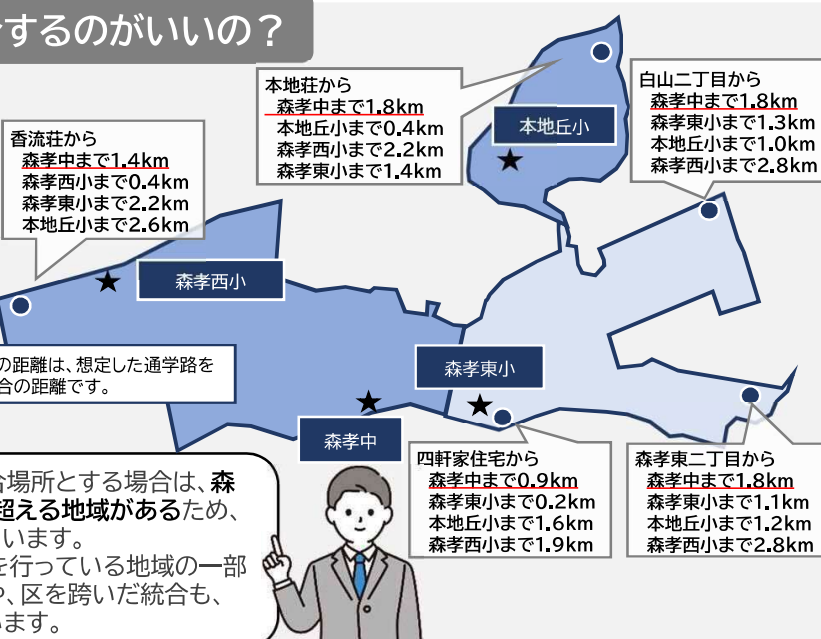 するのがいいの？
本地荘から
森孝中まで1.8km
本地丘小まで0.4km
森孝西小まで2.2km
森孝東小まで1.4km
本地丘小
白山二丁目から
森孝中まで1.8km
森孝東小まで1.3km
本地丘小まで1.0km
森孝西小まで2.8km
香流荘から
森孝中まで1.4km
森孝西小まで0.4km
森孝東小まで2.2km
本地丘小まで2.6km
森孝西小
の距離は、想定した通学路を
合の距離です。
森孝東小
森孝中
四軒家住宅から
森孝中まで0.9km
森孝東小まで0.2km
本地丘小まで1.6km
森孝西小まで1.9km
森孝東二丁目から
森孝中まで1.8km
森孝東小まで1.1km
本地丘小まで1.2km
森孝西小まで2.8km
合場所とする場合は、森
超える地域があるため、
います。
を行っている地域の一部
や、区を跨いだ統合も、
います。